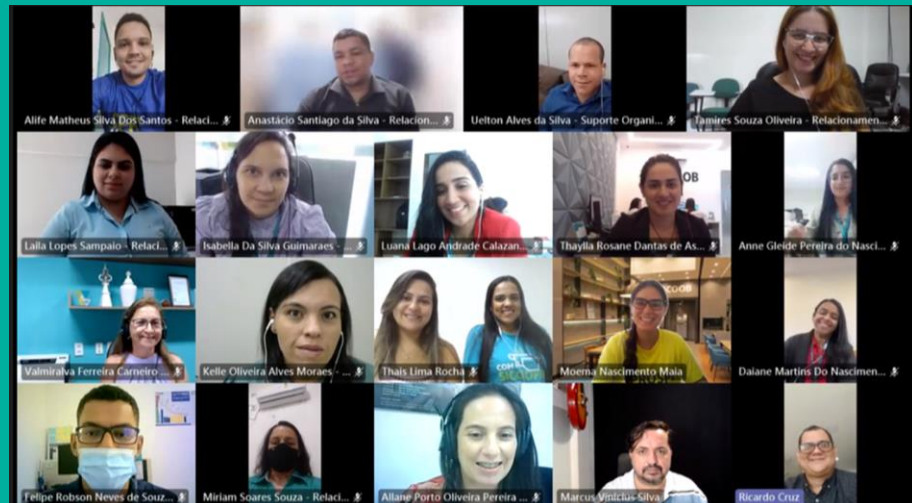 Alife Matheus Silva Dos Santos - Relaci...
Anastácio Santiago da Silva - Relacion...
Uelton Alves da Silva - Suporte Organi...
Tamires Souza Oliveira - Relacionamen...
OB
Laila Lopes Sampaio - Relaci...
Isabella Da Silva Guimaraes - ...
Luana Lago Andrade Calazan...
Thaylla Rosane Dantas de As...
Anne Gleide Pereira do Nasci...
COOB
Valmiralva Ferreira Carneiro ...
Kelle Oliveira Alves Moraes - ...
COM
Thais Lima Rocha
Moema Nascimento Maia
Daiane Martins Do Nascimen...
Felipe Robson Neves de Souz...
Miriam Soares Souza - Relaci...
Allane Porto Oliveira Pereira ...
Marcus Vinicius Silva
Ricardo Cruz